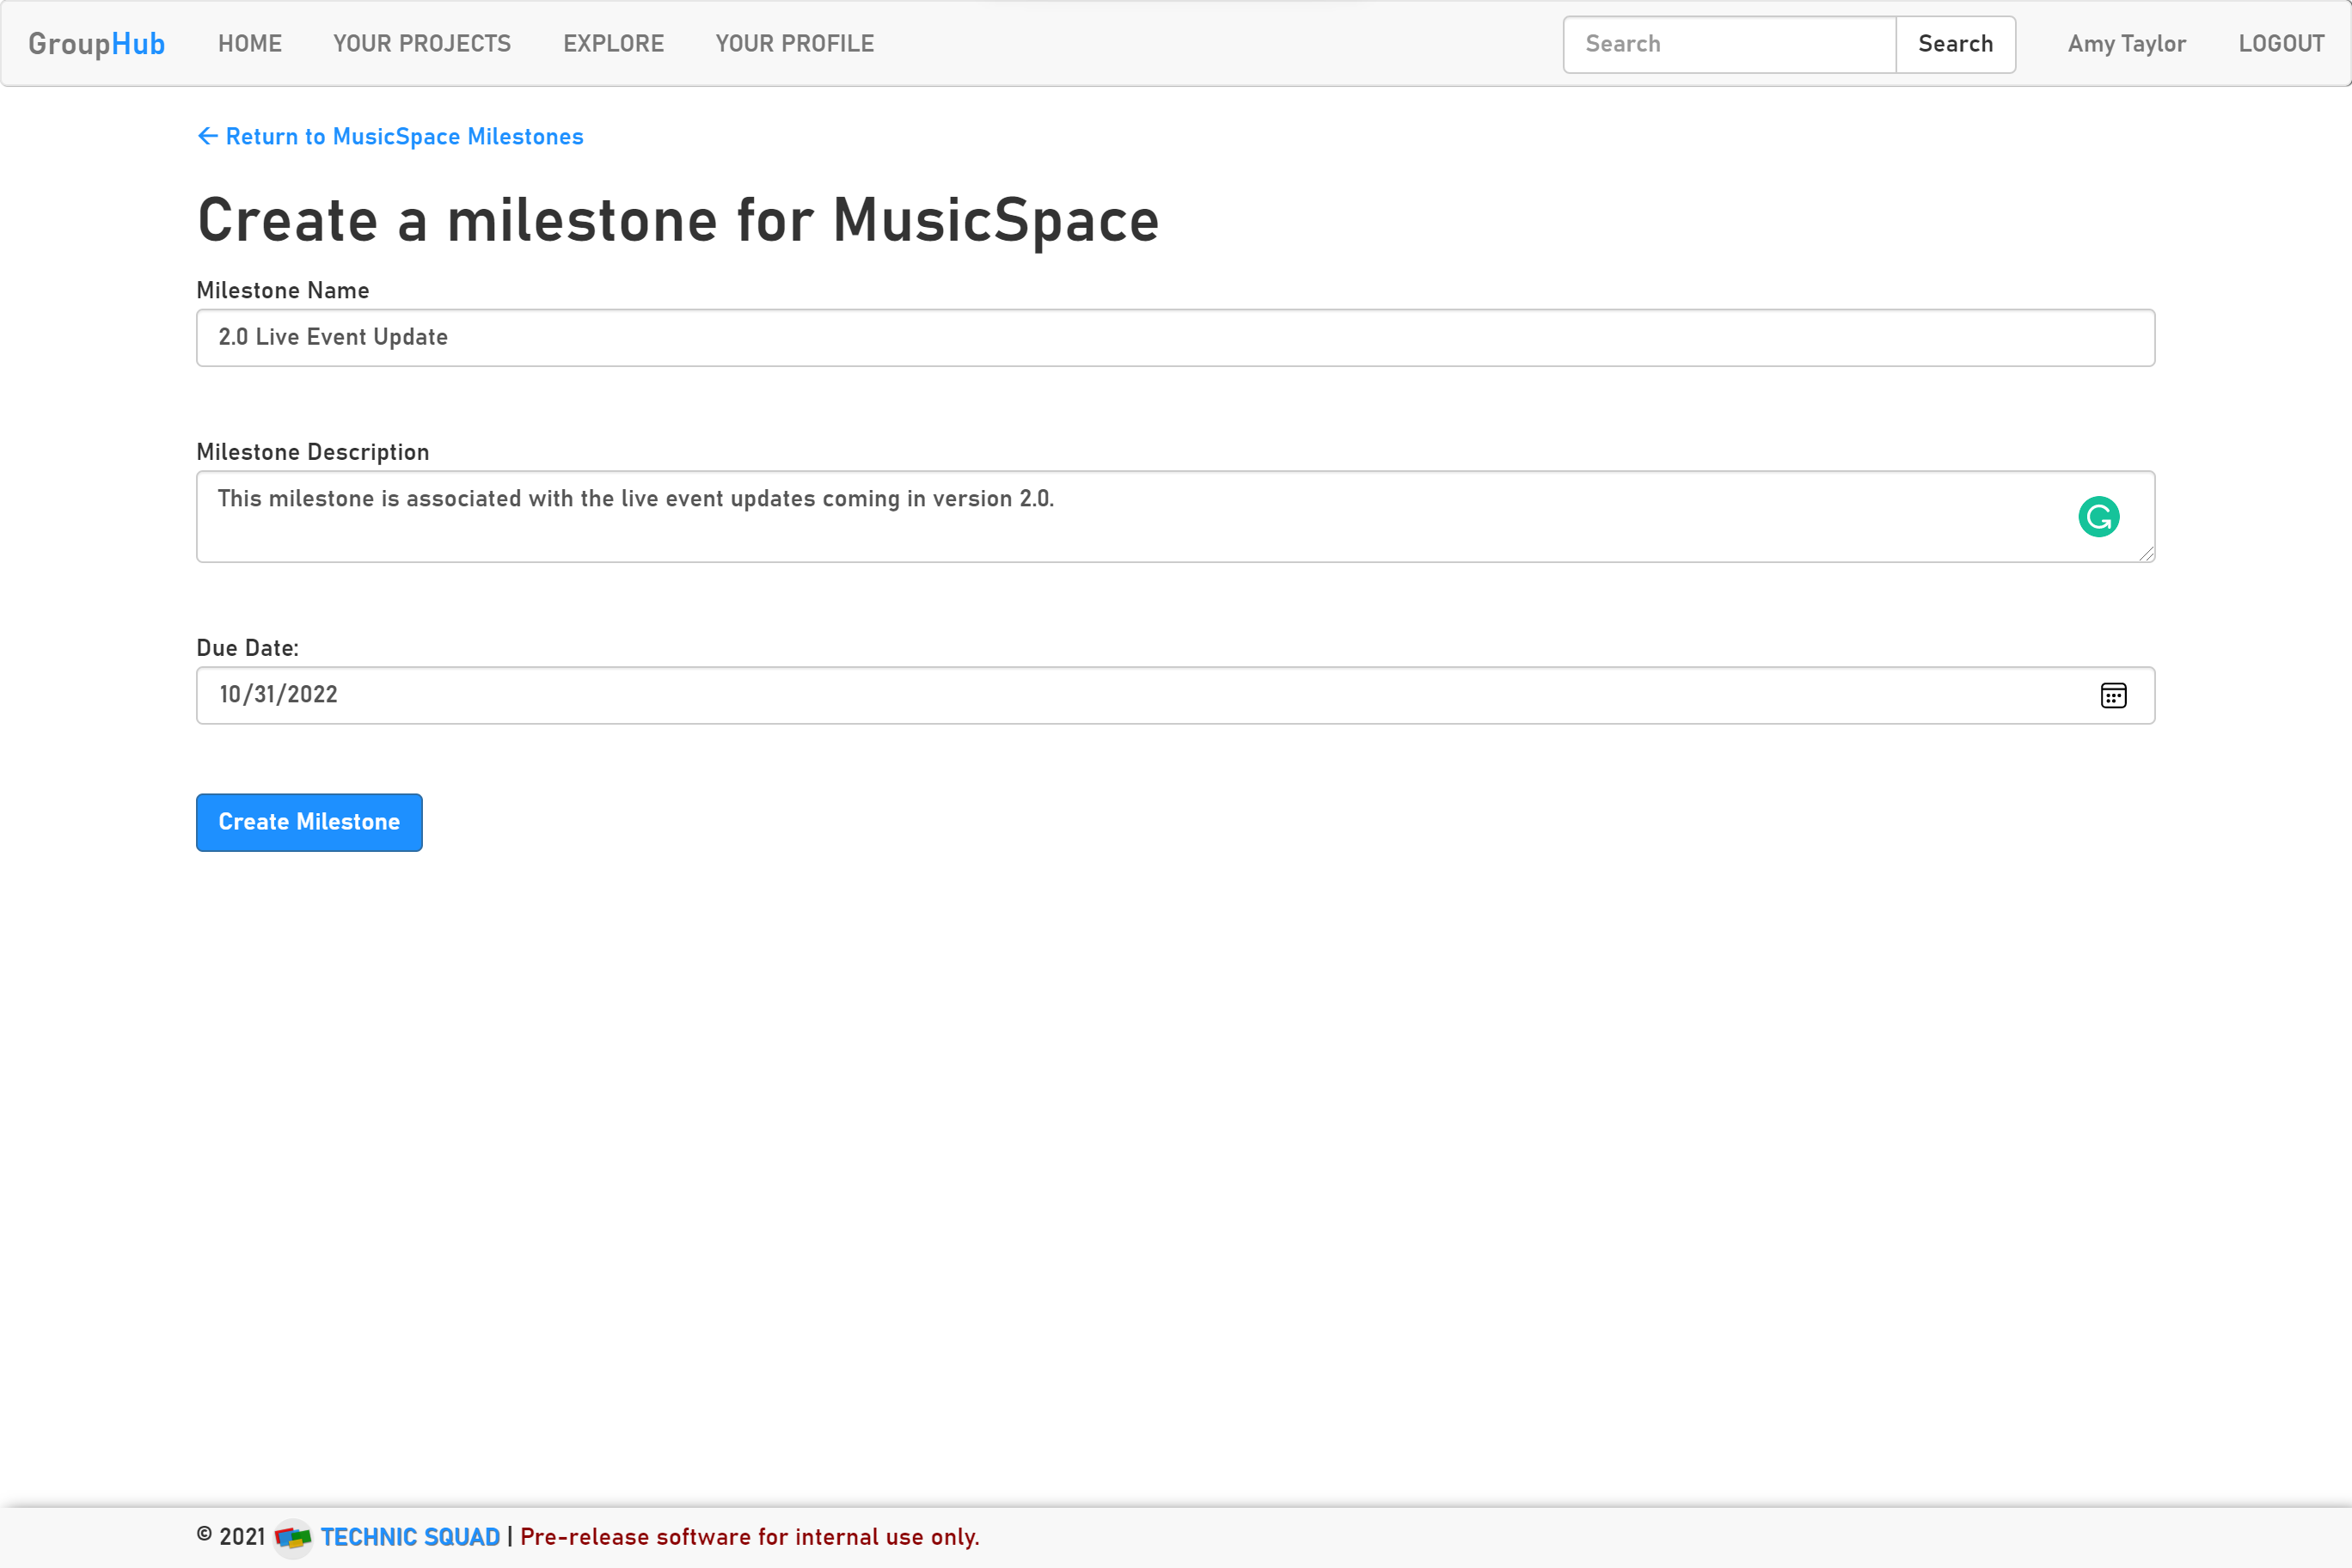 GroupHub HOME YOUR PROJECTS EXPLORE YOUR PROFILE Search Search Amy Taylor LOGOUT
← Return to MusicSpace Milestones
Create a milestone for MusicSpace
Milestone Name
2.0 Live Event Update
Milestone Description
This milestone is associated with the live event updates coming in version 2.0.
Due Date:
10/31/2022
Create Milestone
© 2021 TECHNIC SQUAD | Pre-release software for internal use only.